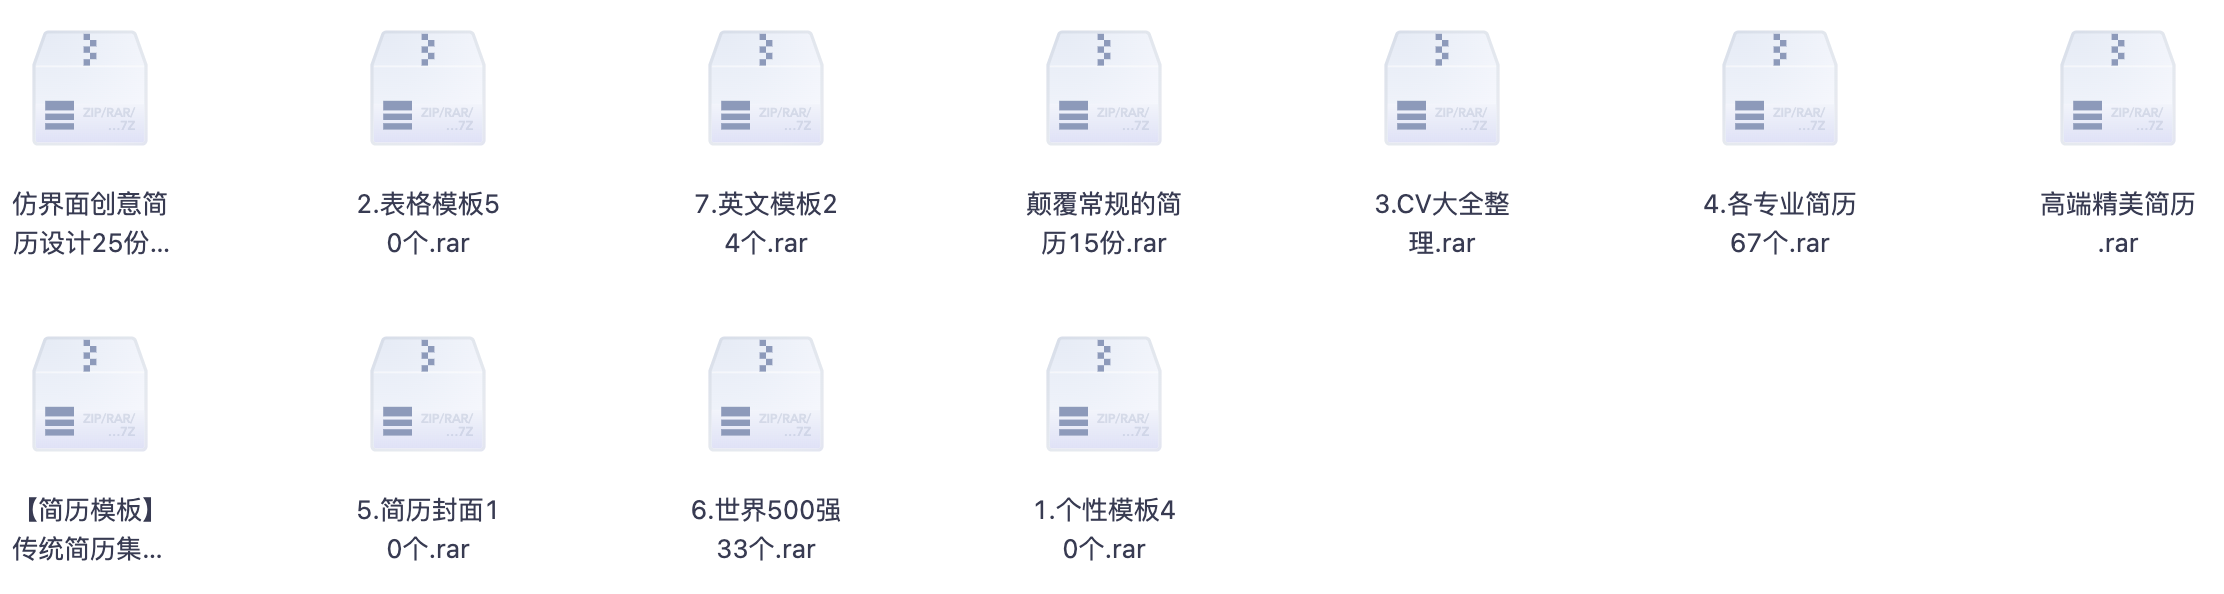 ZIP/RAR/
...7Z
ZIP/RAR/
...7Z
ZIP/RAR/
...7Z
ZIP/RAR/
...7Z
ZIP/RAR/
...7Z
ZIP/RAR/
...7Z
ZIP/RAR/
...7Z
仿界面创意简
历设计25份...
2.表格模板5
0个.rar
7.英文模板2
4个.rar
颠覆常规的简
历15份.rar
3.CV大全整
理.rar
4.各专业简历
67个.rar
高端精美简历
.rar
ZIP/RAR/
...7Z
ZIP/RAR/
...7Z
ZIP/RAR/
...7Z
ZIP/RAR/
...7Z
【简历模板】
传统简历集...
5.简历封面1
0个.rar
6.世界500强
33个.rar
1.个性模板4
0个.rar